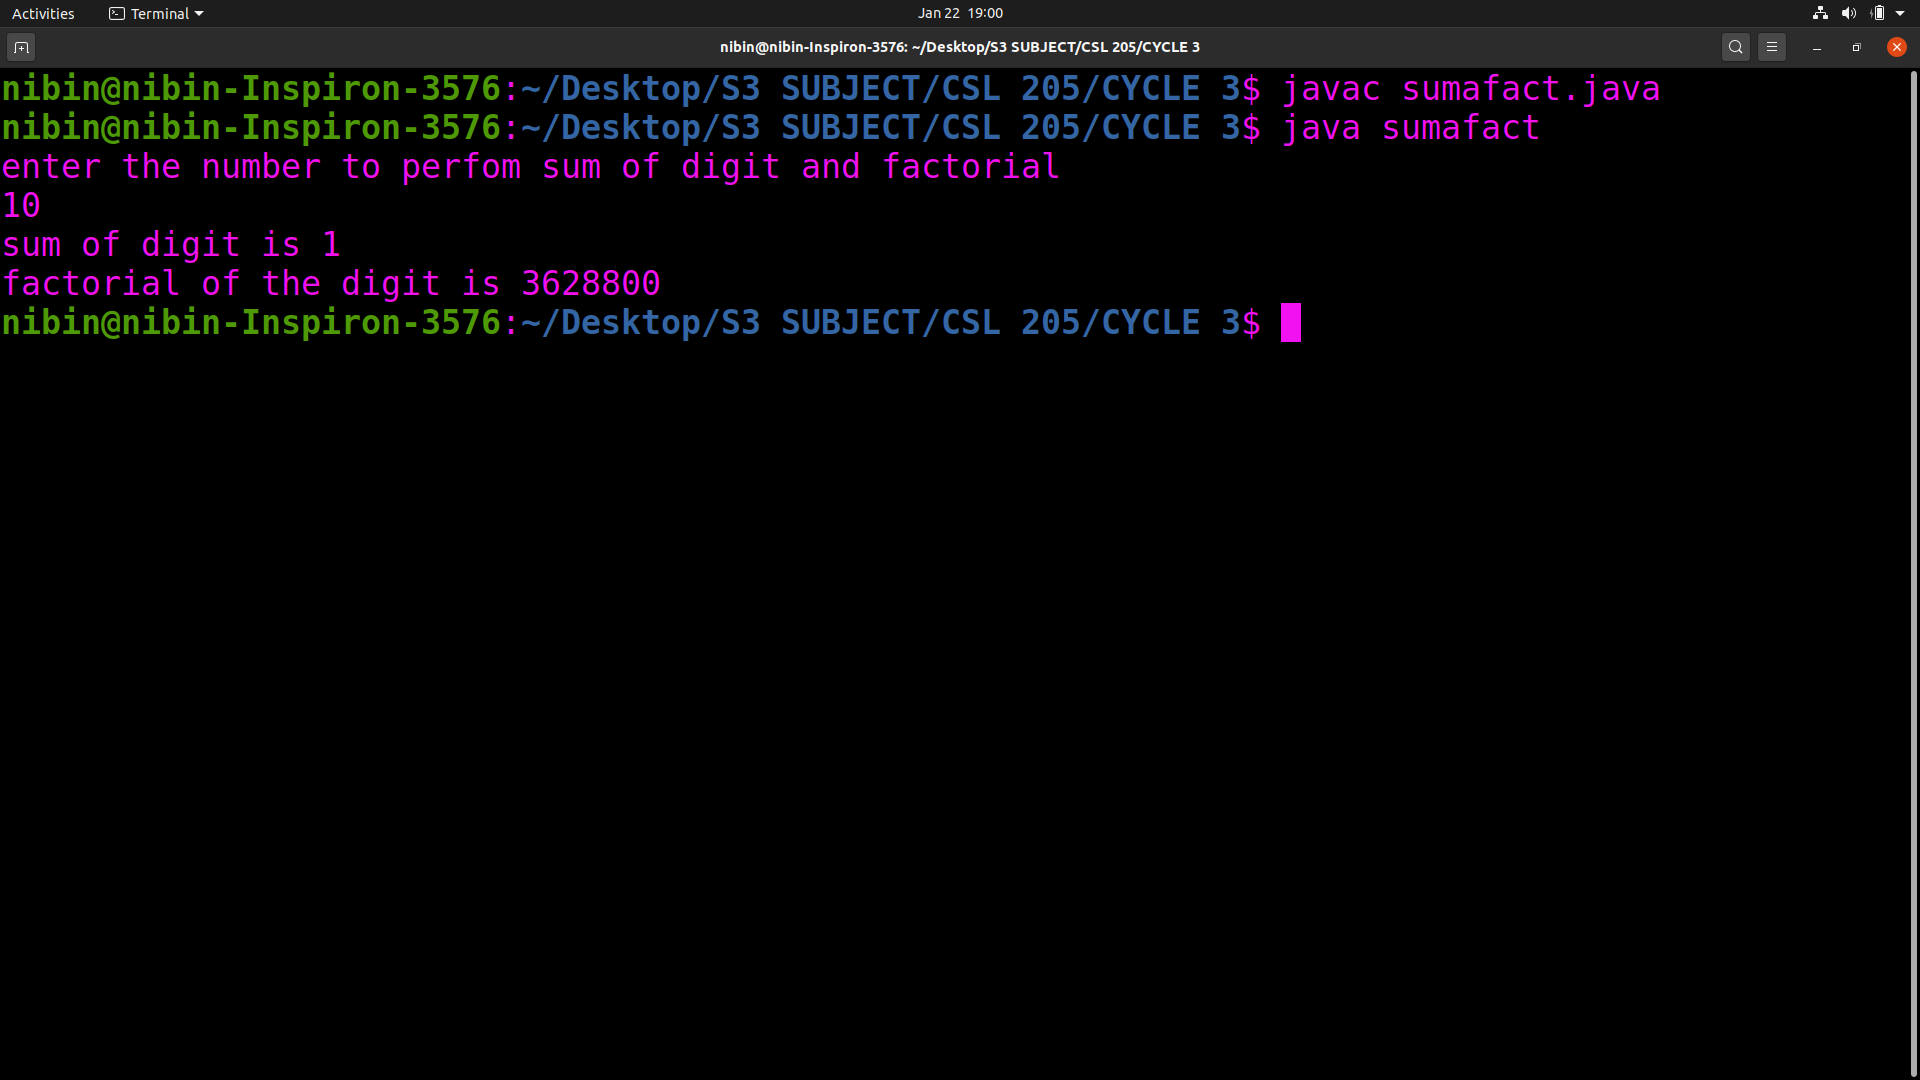 Activities Terminal Jan 22 19:00
nibin@nibin-Inspiron-3576: ~/Desktop/S3 SUBJECT/CSL 205/CYCLE 3
nibin@nibin-Inspiron-3576:~/Desktop/S3 SUBJECT/CSL 205/CYCLE 3$ javac sumafact.java
nibin@nibin-Inspiron-3576:~/Desktop/S3 SUBJECT/CSL 205/CYCLE 3$ java sumafact
enter the number to perfom sum of digit and factorial
10
sum of digit is 1
factorial of the digit is 3628800
nibin@nibin-Inspiron-3576:~/Desktop/S3 SUBJECT/CSL 205/CYCLE 3$